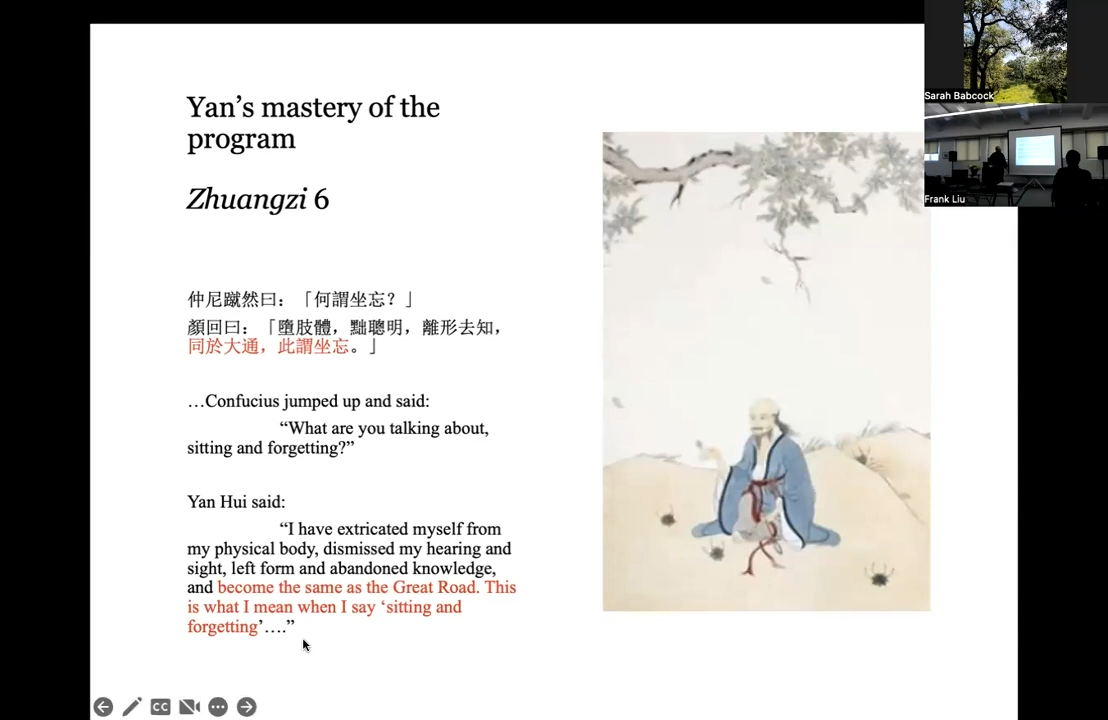 Yan's mastery of the
program
Zhuangzi 6
仲尼蹴然曰：「何謂坐忘？」
顏回曰：「墮肢體，黜聰明，離形去知，
同於大通，此謂坐忘。」
…Confucius jumped up and said:
“What are you talking about,
sitting and forgetting?”
Yan Hui said:
“I have extricated myself from
my physical body, dismissed my hearing and
sight, left form and abandoned knowledge,
and become the same as the Great Road. This
is what I mean when I say ‘sitting and
forgetting’….”
Sarah Babcock
Frank Liu
CC